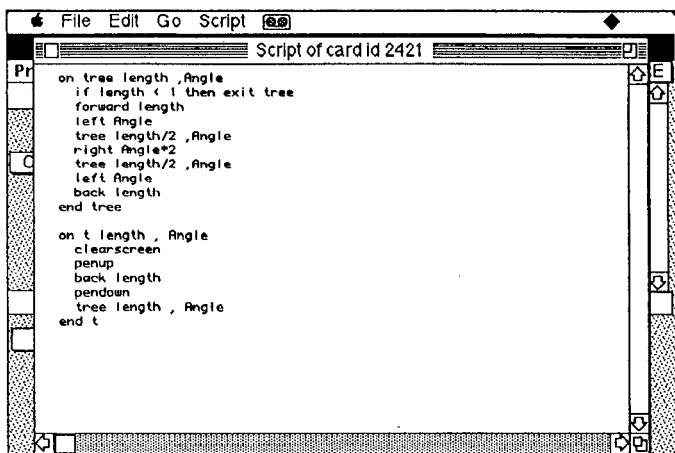 File Edit Go Script
Script of card id 2421
Pr
E
on tree length ,Angle
if length < 1 then exit tree
forward length
left Angle
tree length/2 ,Angle
right Angle*2
tree length/2 ,Angle
left Angle
back length
end tree
on t length , Angle
clearscreen
penup
back length
pendown
tree length , Angle
end t
C